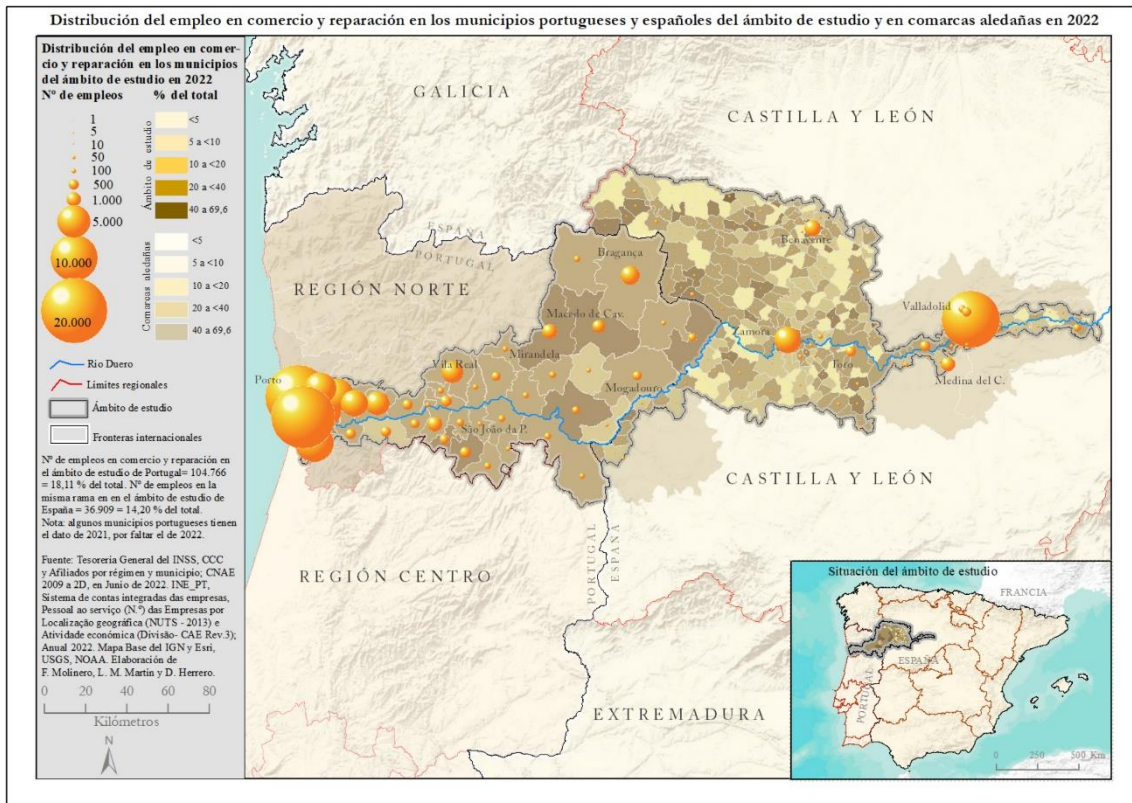 Distribución del empleo en comercio y reparación en los municipios portugueses y españoles del ámbito de estudio y en comarcas aledañas en 2022
Distribución del empleo en comer-
cio y reparación en los municipios
del ámbito de estudio en 2022
Nº de empleos % del total
1
5
10
50
100
500
1.000
5.000
10.000
20.000
Ámbito de estudio
<5
5 a <10
10 a <20
20 a <40
40 a 69,6
Comarcas aledañas
<5
5 a <10
10 a <20
20 a <40
40 a 69,6
Rio Duero
Límites regionales
Ámbito de estudio
Fronteras internacionales
Nº de empleos en comercio y reparación en
el ámbito de estudio de Portugal= 104.766
= 18,11 % del total. Nº de empleos en la
misma rama en en el ámbito de estudio de
España = 36.909 = 14,20 % del total.
Nota: algunos municipios portugueses tienen
el dato de 2021, por faltar el de 2022.
Fuente: Tesorería General del INSS, CCC
y Afiliados por régimen y municipio; CNAE
2009 a 2D, en Junio de 2022. INE_PT,
Sistema de contas integradas das empresas,
Pessoal ao serviço (N.º) das Empresas por
Localização geográfica (NUTS - 2013) e
Atividade económica (Divisão- CAE Rev.3);
Anual 2022. Mapa Base del IGN y Esri,
USGS, NOAA. Elaboración de
F. Molinero, L. M. Martin y D. Herrero.
0 20 40 60 80
Kilómetros
N
GALICIA
CASTILLA Y LEÓN
ESPAÑA
PORTUGAL
REGIÓN NORTE
Bragança
Benavente
Macedo de Cav.
Valladolid
Zamora
Mirandela
Vila Real
Toro
Porto
Mogadouro
Medina del C.
São João da P.
CASTILLA Y LEÓN
REGIÓN CENTRO
PORTUGAL
ESPAÑA
EXTREMADURA
Situación del ámbito de estudio
FRANCIA
ESPAÑA
PORTUGAL
0 250 500 Km